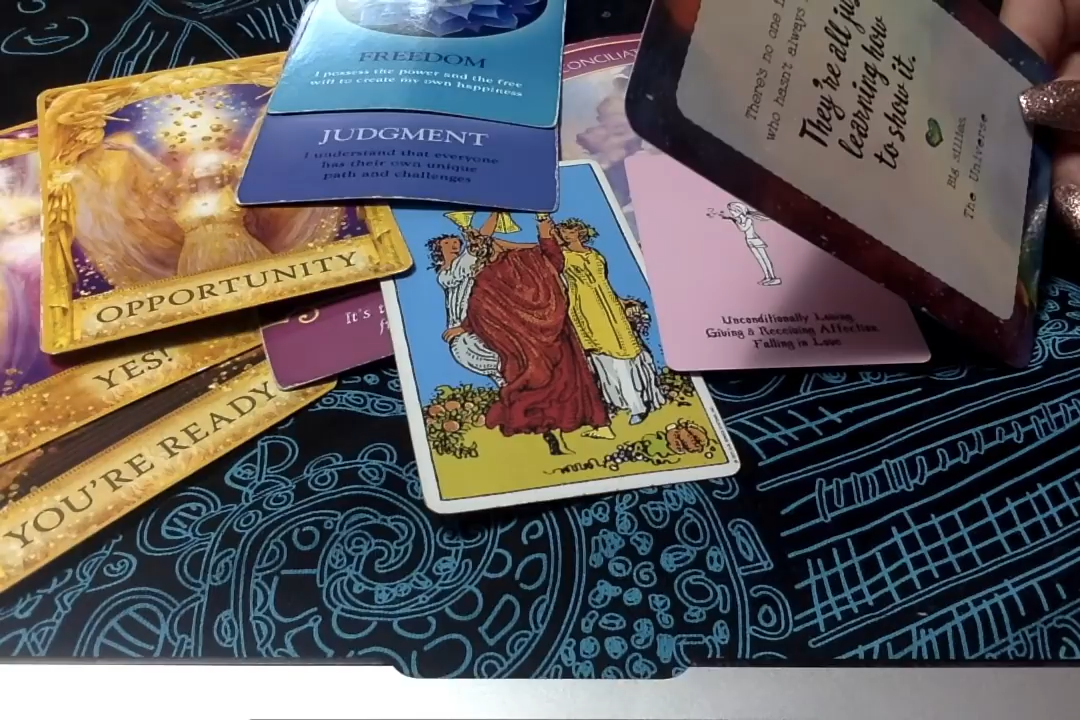 FREEDOM
I possess the power and the free
will to create my own happiness
JUDGMENT
I understand that everyone
has their own unique
path and challenges
OPPORTUNITY
YES!
YOU'RE READY
It's
There's no one
who hasn't always
They're all
learning how
to show it.
Big sillies.
The Universe
Unconditionally Loving
Giving & Receiving Affection
Falling in Love